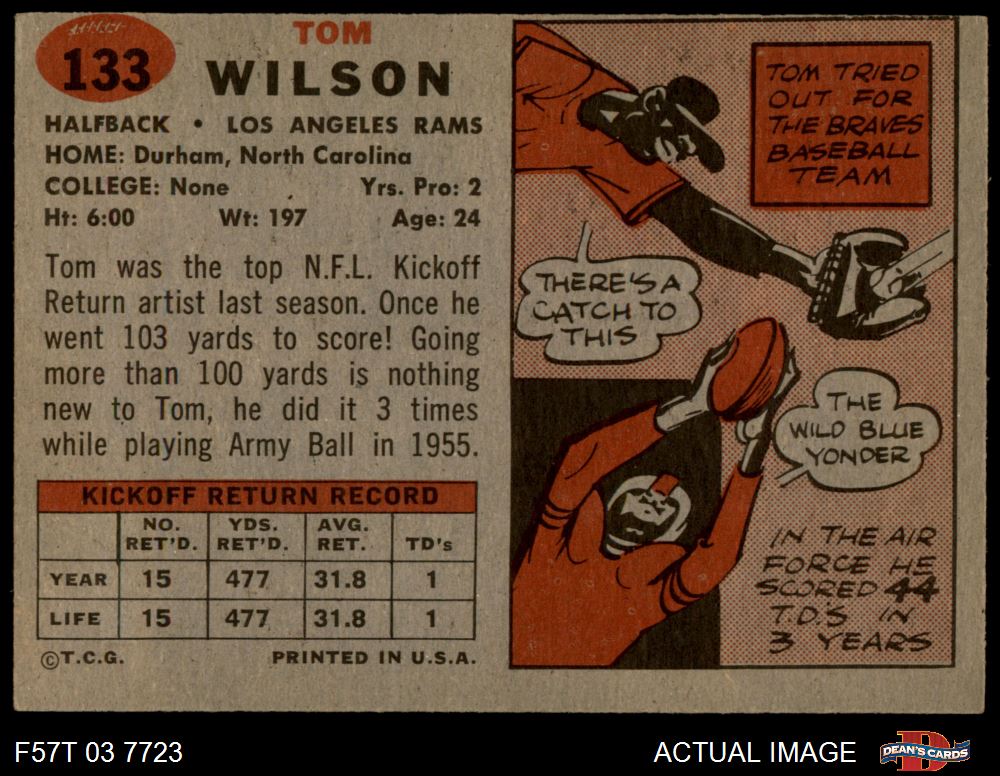 133
TOM
WILSON
HALFBACK • LOS ANGELES RAMS
HOME: Durham, North Carolina
COLLEGE: None Yrs. Pro: 2
Ht: 6:00 Wt: 197 Age: 24
Tom was the top N.F.L. Kickoff
Return artist last season. Once he
went 103 yards to score! Going
more than 100 yards is nothing
new to Tom, he did it 3 times
while playing Army Ball in 1955.
KICKOFF RETURN RECORD
NO. RET'D. YDS. RET'D. AVG. RET. TD's
YEAR 15 477 31.8 1
LIFE 15 477 31.8 1
©T.C.G. PRINTED IN U.S.A.
TOM TRIED
OUT FOR
THE BRAVES
BASEBALL
TEAM
THERE'S A
CATCH TO
THIS
THE
WILD BLUE
YONDER
IN THE AIR
FORCE HE
SCORED 44
T.D.S IN
3 YEARS
F57T 03 7723
ACTUAL IMAGE
DEAN'S CARDS